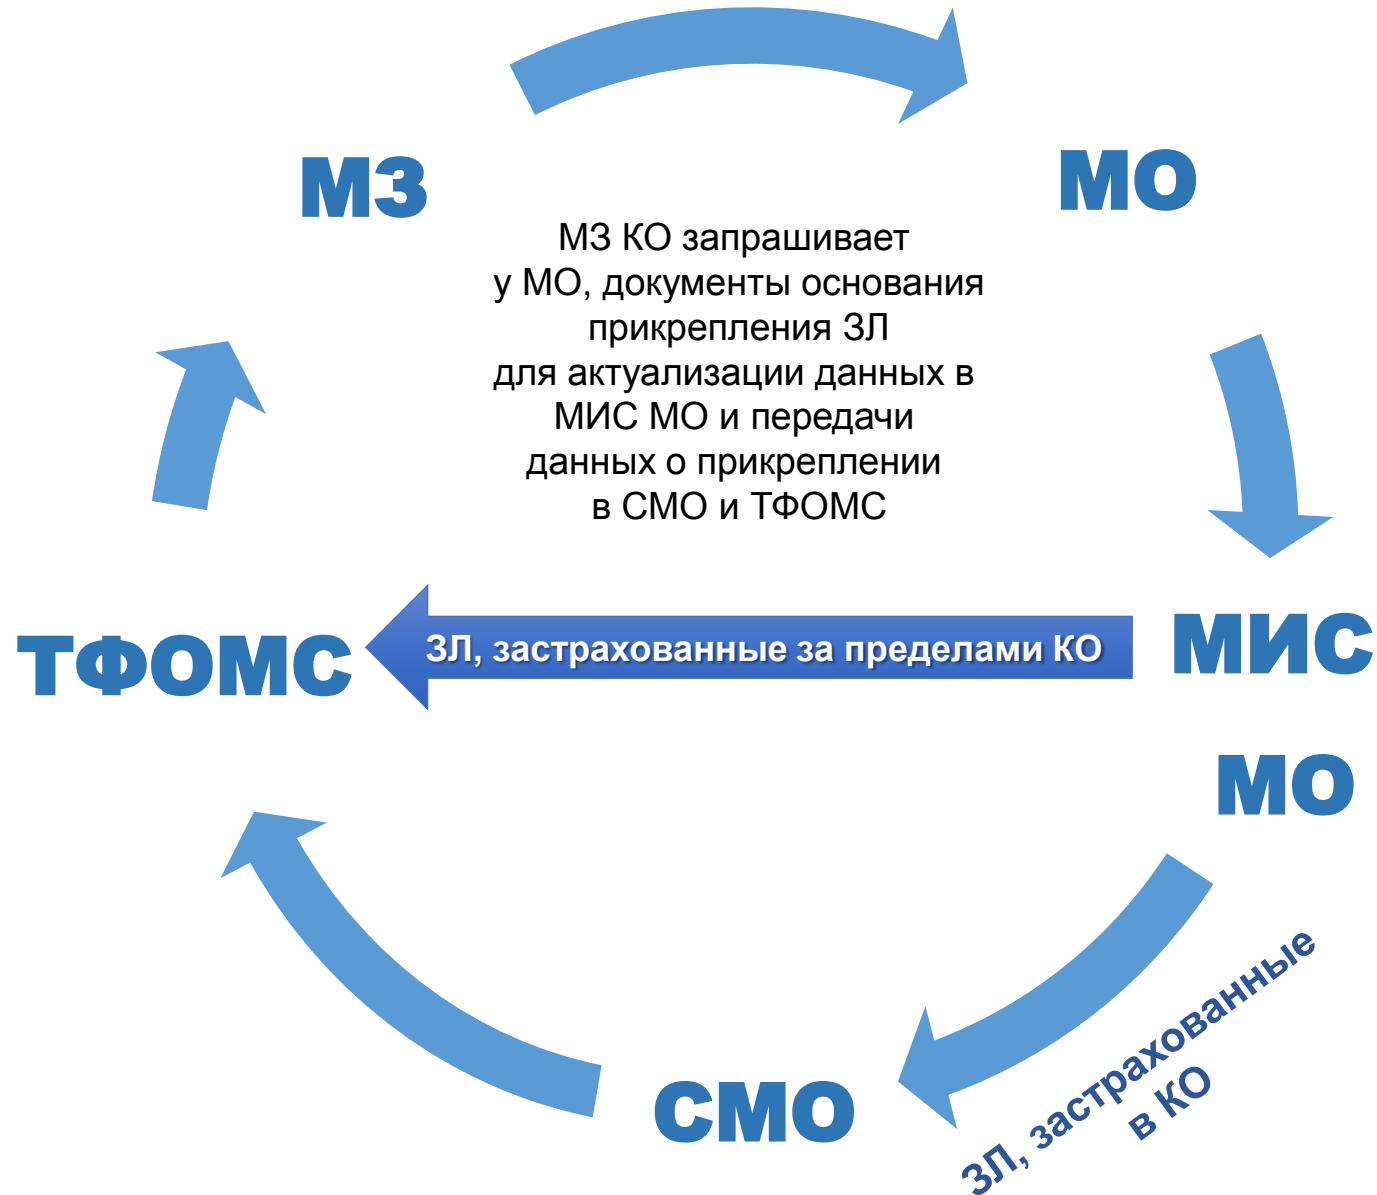 МЗ
МО
МЗ КО запрашивает
у МО, документы основания
прикрепления ЗЛ
для актуализации данных в
МИС МО и передачи
данных о прикреплении
в СМО и ТФОМС
ТФОМС
ЗЛ, застрахованные за пределами КО
МИС
МО
СМО
ЗЛ, застрахованные
в КО